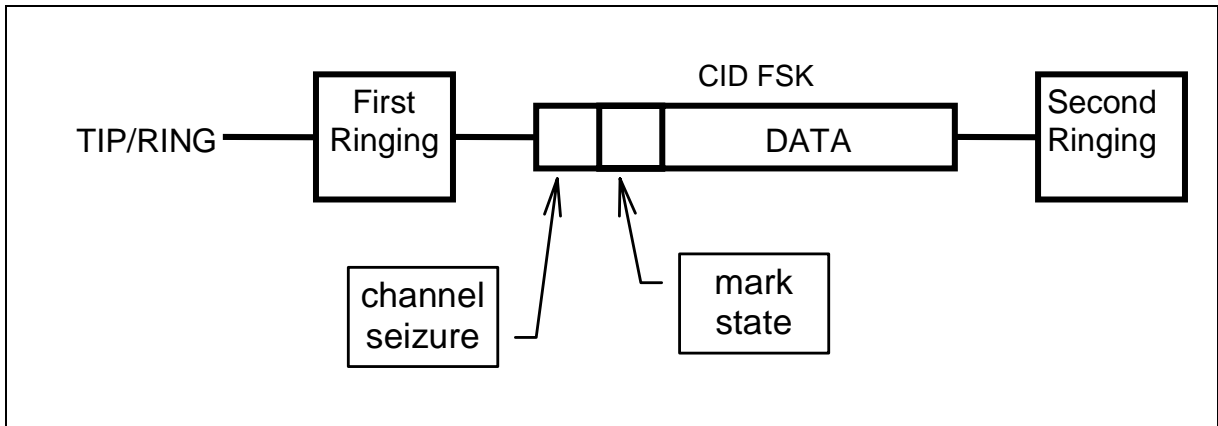 CID FSK
TIP/RING
First
Ringing
DATA
Second
Ringing
channel
seizure
mark
state